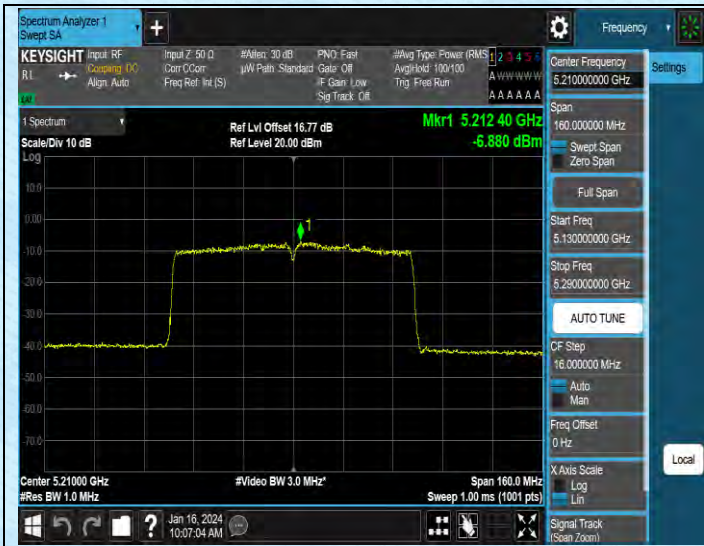 Spectrum Analyzer 1
Swept SA
+
Frequency
KEYSIGHT
Input: RF
Input Z: 50 Ω
#Atten: 30 dB
PNO: Fast
#Avg Type: Power (RMS
1 2 3 4 5 6
RL
Coupling: DC
Corr CCorr
µW Path: Standard
Gate: Off
Avg|Hold: 100/100
A W W W W W
Align: Auto
Freq Ref: Int (S)
IF Gain: Low
Trig: Free Run
Sig Track: Off
A A A A A A
1 Spectrum
Scale/Div 10 dB
Ref Lvl Offset 16.77 dB
Ref Level 20.00 dBm
Mkr1 5.212 40 GHz
-6.880 dBm
Log
10.0
0.00
-10.0
-20.0
-30.0
-40.0
-50.0
-60.0
-70.0
1
Center 5.21000 GHz
#Video BW 3.0 MHz*
Span 160.0 MHz
#Res BW 1.0 MHz
Sweep 1.00 ms (1001 pts)
?
Jan 16, 2024
10:07:04 AM
Center Frequency
5.210000000 GHz
Settings
Span
160.000000 MHz
Swept Span
Zero Span
Full Span
Start Freq
5.130000000 GHz
Stop Freq
5.290000000 GHz
AUTO TUNE
CF Step
16.000000 MHz
Auto
Man
Freq Offset
0 Hz
X Axis Scale
Log
Lin
Local
Signal Track
(Span Zoom)